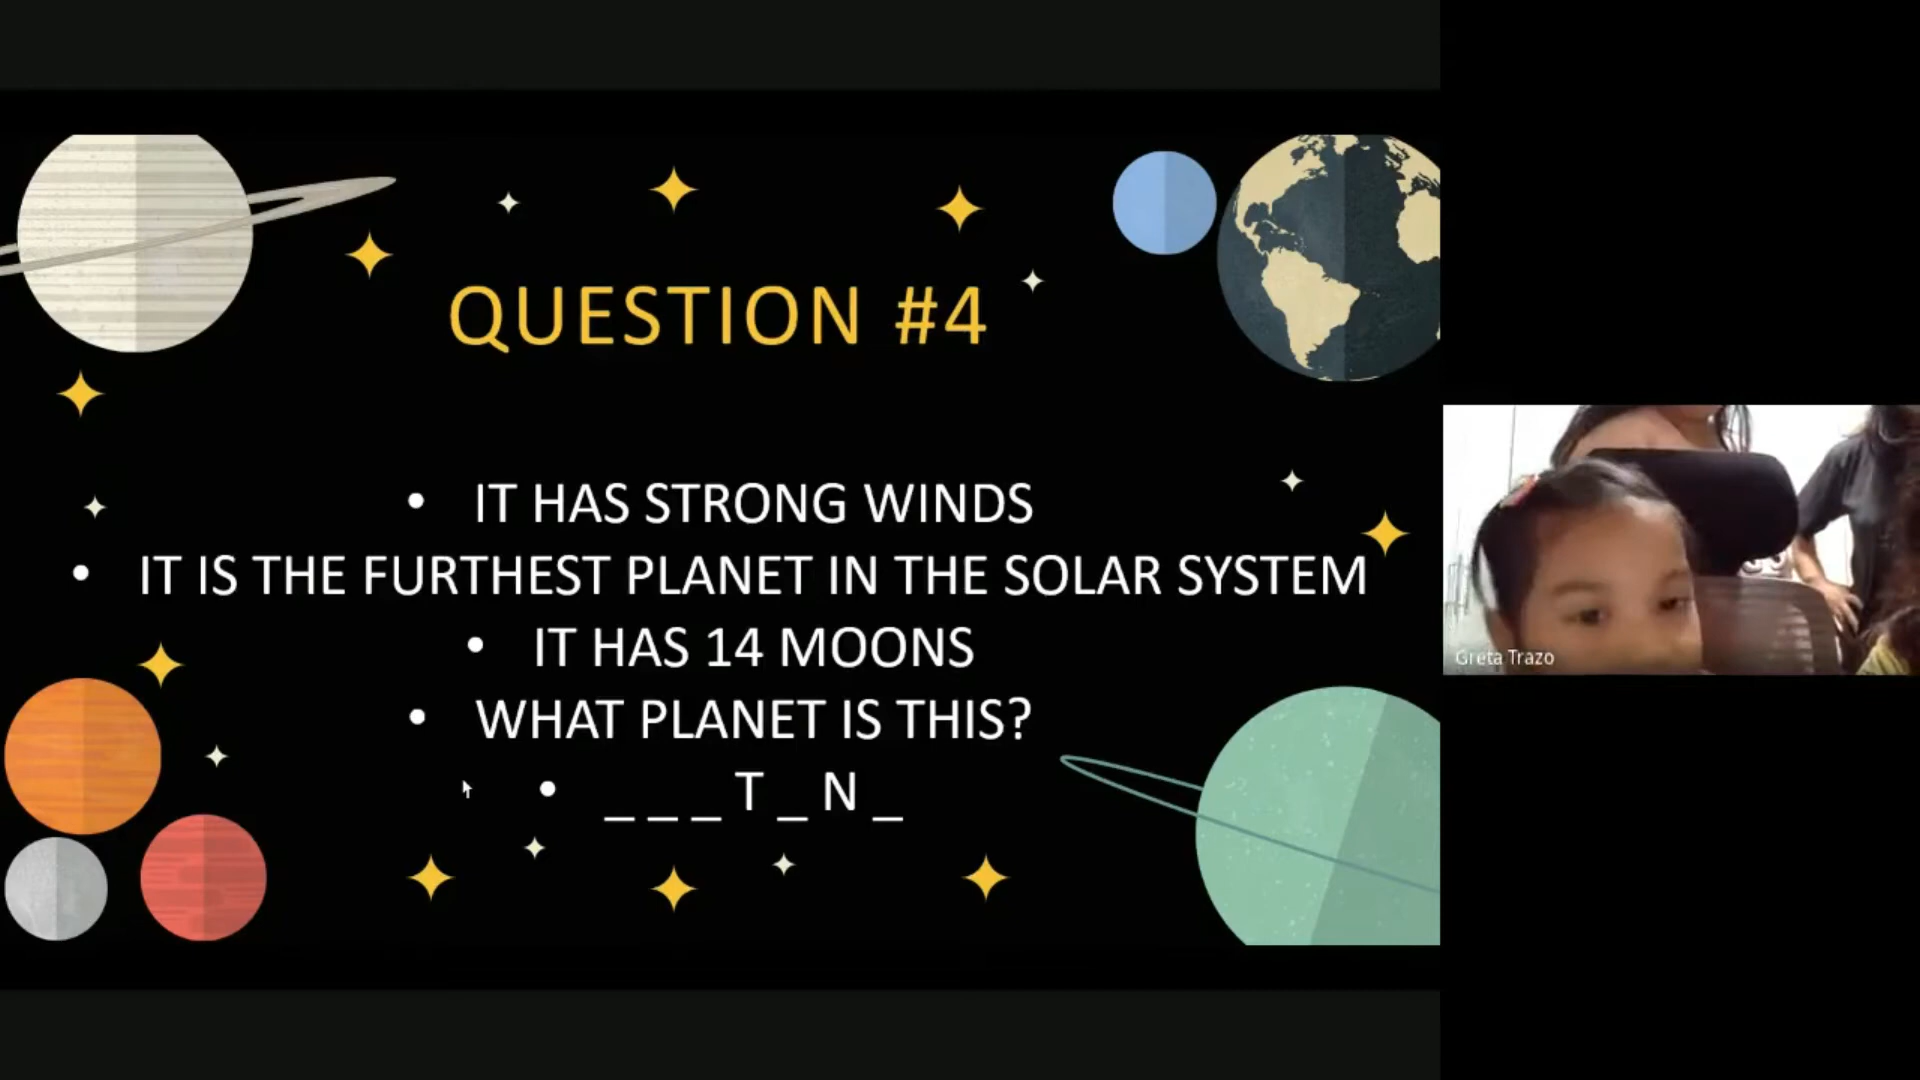 QUESTION #4
• IT HAS STRONG WINDS
• IT IS THE FURTHEST PLANET IN THE SOLAR SYSTEM
• IT HAS 14 MOONS
• WHAT PLANET IS THIS?
• _ _ _ T _ N _
Greta Trazo